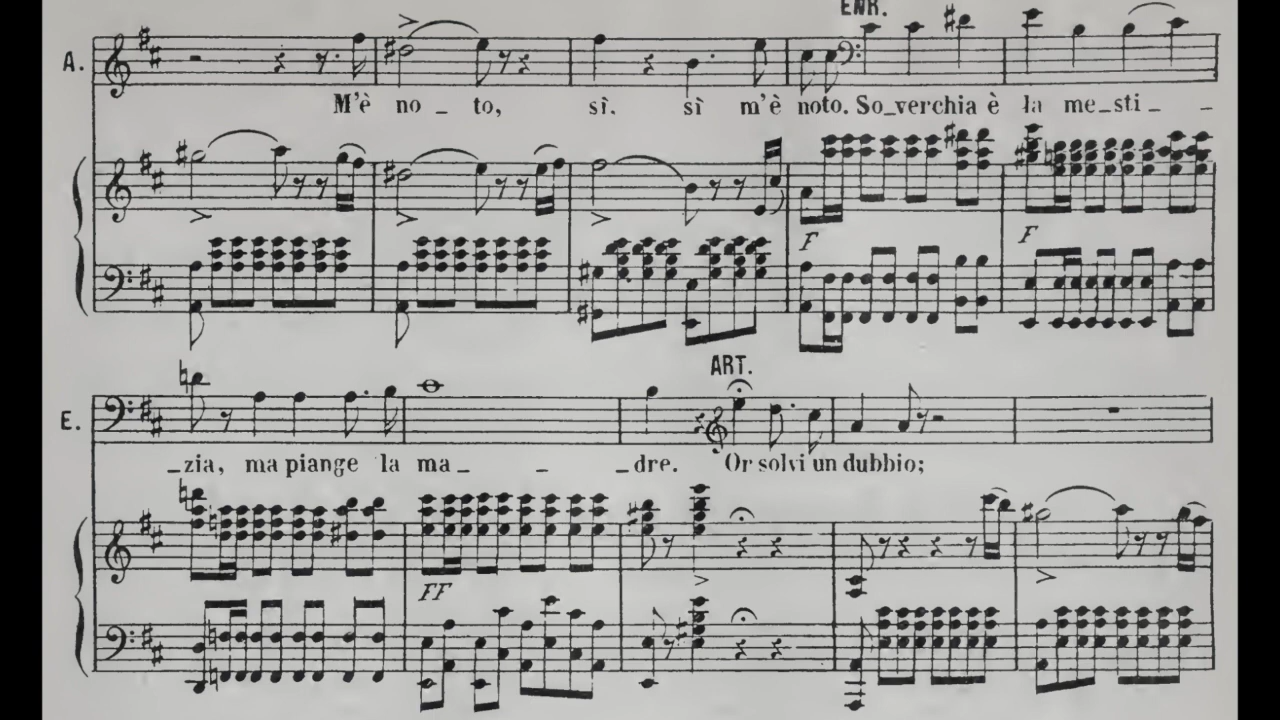 ENR.
A.
M'è no_to, sì. sì m'è noto. So_verchia è la me_sti_ _
F F
ART.
E.
_zia, ma piange la ma_ _ _dre. Or solvi un dubbio;
FF